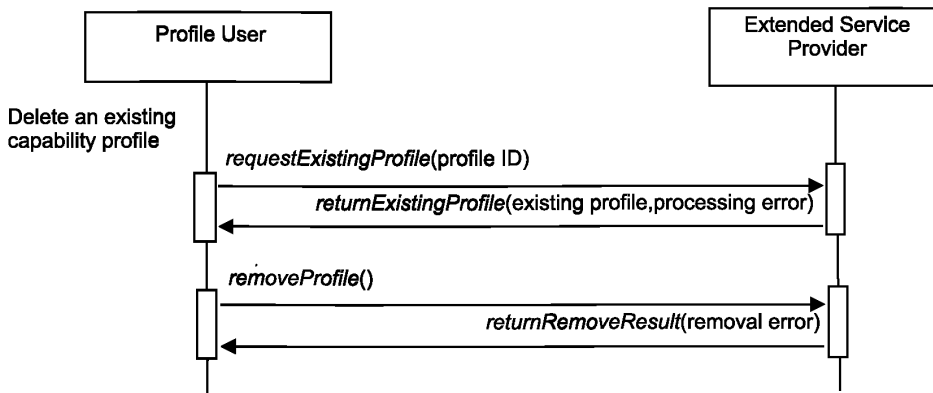 Profile User
Extended Service
Provider
Delete an existing
capability profile
requestExistingProfile(profile ID)
returnExistingProfile(existing profile,processing error)
removeProfile()
returnRemoveResult(removal error)